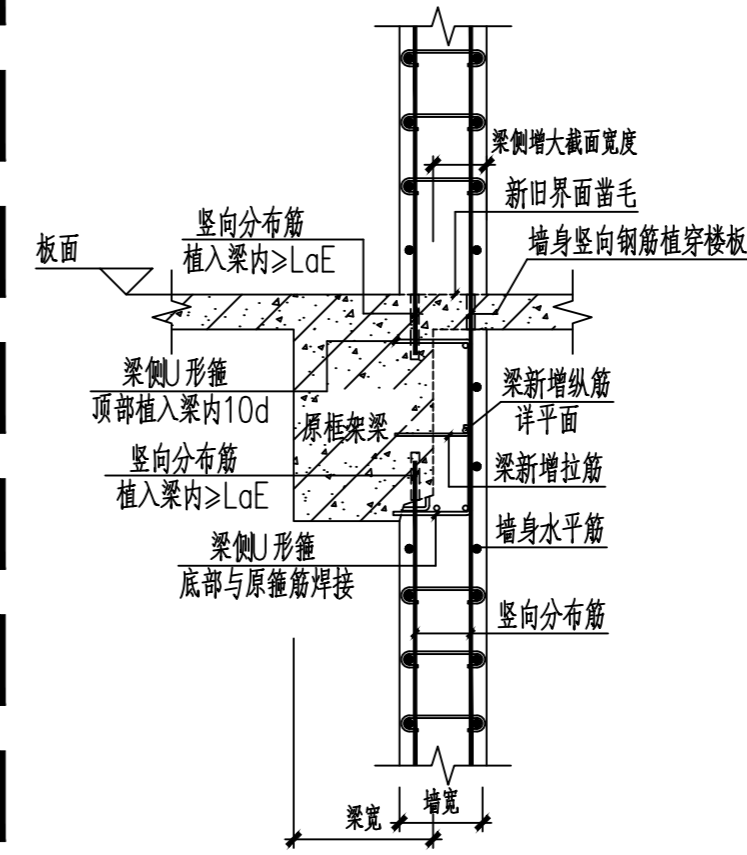 梁侧增大截面宽度
新旧界面凿毛
竖向分布筋
植入梁内≥LaE
墙身竖向钢筋植穿楼板
板面
梁侧U形箍
顶部植入梁内10d
原框架梁
梁新增纵筋
详平面
竖向分布筋
植入梁内≥LaE
梁新增拉筋
梁侧U形箍
底部与原箍筋焊接
墙身水平筋
竖向分布筋
梁宽
墙宽